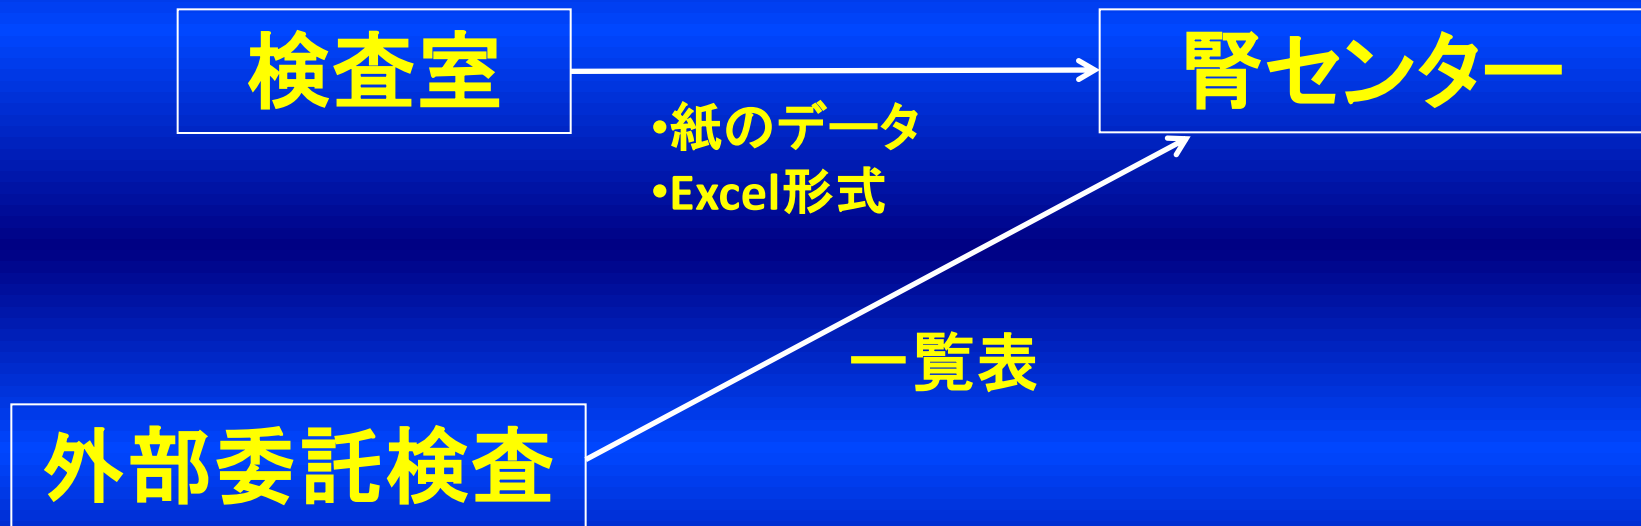 検査室
腎センター
•紙のデータ
•Excel形式
一覧表
外部委託検査